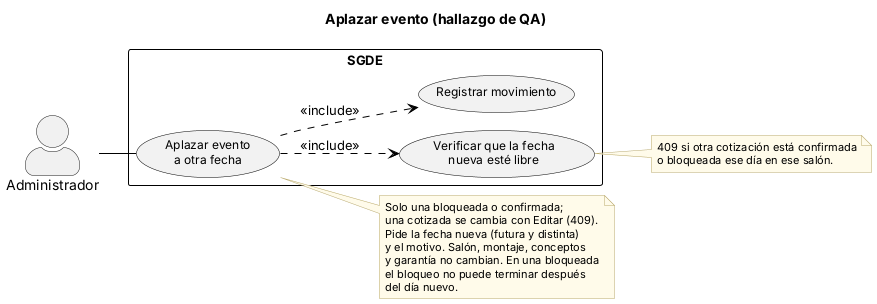 Aplazar evento (hallazgo de QA)
SGDE
Registrar movimiento
«include»
Administrador
Aplazar evento
a otra fecha
«include»
Verificar que la fecha
nueva esté libre
409 si otra cotización está confirmada
o bloqueada ese día en ese salón.
Solo una bloqueada o confirmada;
una cotizada se cambia con Editar (409).
Pide la fecha nueva (futura y distinta)
y el motivo. Salón, montaje, conceptos
y garantía no cambian. En una bloqueada
el bloqueo no puede terminar después
del día nuevo.